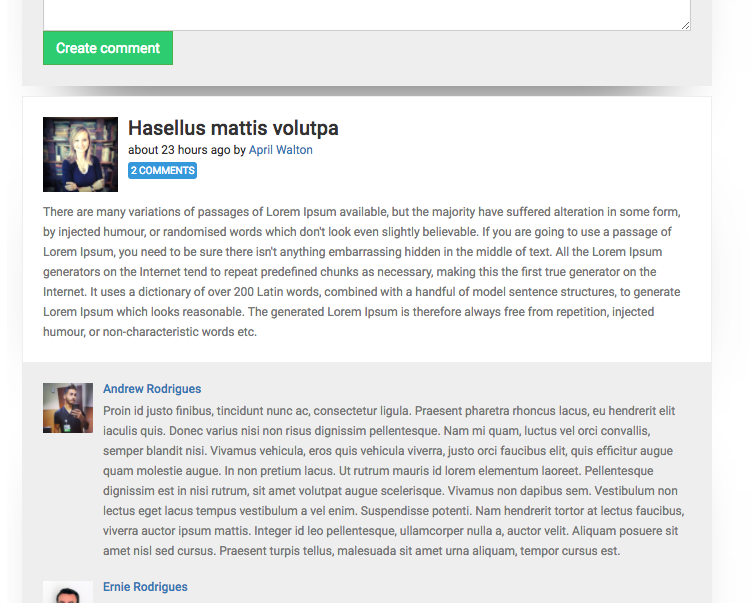 Create comment
Hasellus mattis volutpa
about 23 hours ago by April Walton
2 COMMENTS
There are many variations of passages of Lorem Ipsum available, but the majority have suffered alteration in some form,
by injected humour, or randomised words which don't look even slightly believable. If you are going to use a passage of
Lorem Ipsum, you need to be sure there isn't anything embarrassing hidden in the middle of text. All the Lorem Ipsum
generators on the Internet tend to repeat predefined chunks as necessary, making this the first true generator on the
Internet. It uses a dictionary of over 200 Latin words, combined with a handful of model sentence structures, to generate
Lorem Ipsum which looks reasonable. The generated Lorem Ipsum is therefore always free from repetition, injected
humour, or non-characteristic words etc.
Andrew Rodrigues
Proin id justo finibus, tincidunt nunc ac, consectetur ligula. Praesent pharetra rhoncus lacus, eu hendrerit elit
iaculis quis. Donec varius nisi non risus dignissim pellentesque. Nam mi quam, luctus vel orci convallis,
semper blandit nisi. Vivamus vehicula, eros quis vehicula viverra, justo orci faucibus elit, quis efficitur augue
quam molestie augue. In non pretium lacus. Ut rutrum mauris id lorem elementum laoreet. Pellentesque
dignissim est in nisi rutrum, sit amet volutpat augue scelerisque. Vivamus non dapibus sem. Vestibulum non
lectus eget lacus tempus vestibulum a vel enim. Suspendisse potenti. Nam hendrerit tortor at lectus faucibus,
viverra auctor ipsum mattis. Integer id leo pellentesque, ullamcorper nulla a, auctor velit. Aliquam posuere sit
amet nisl sed cursus. Praesent turpis tellus, malesuada sit amet urna aliquam, tempor cursus est.
Ernie Rodrigues